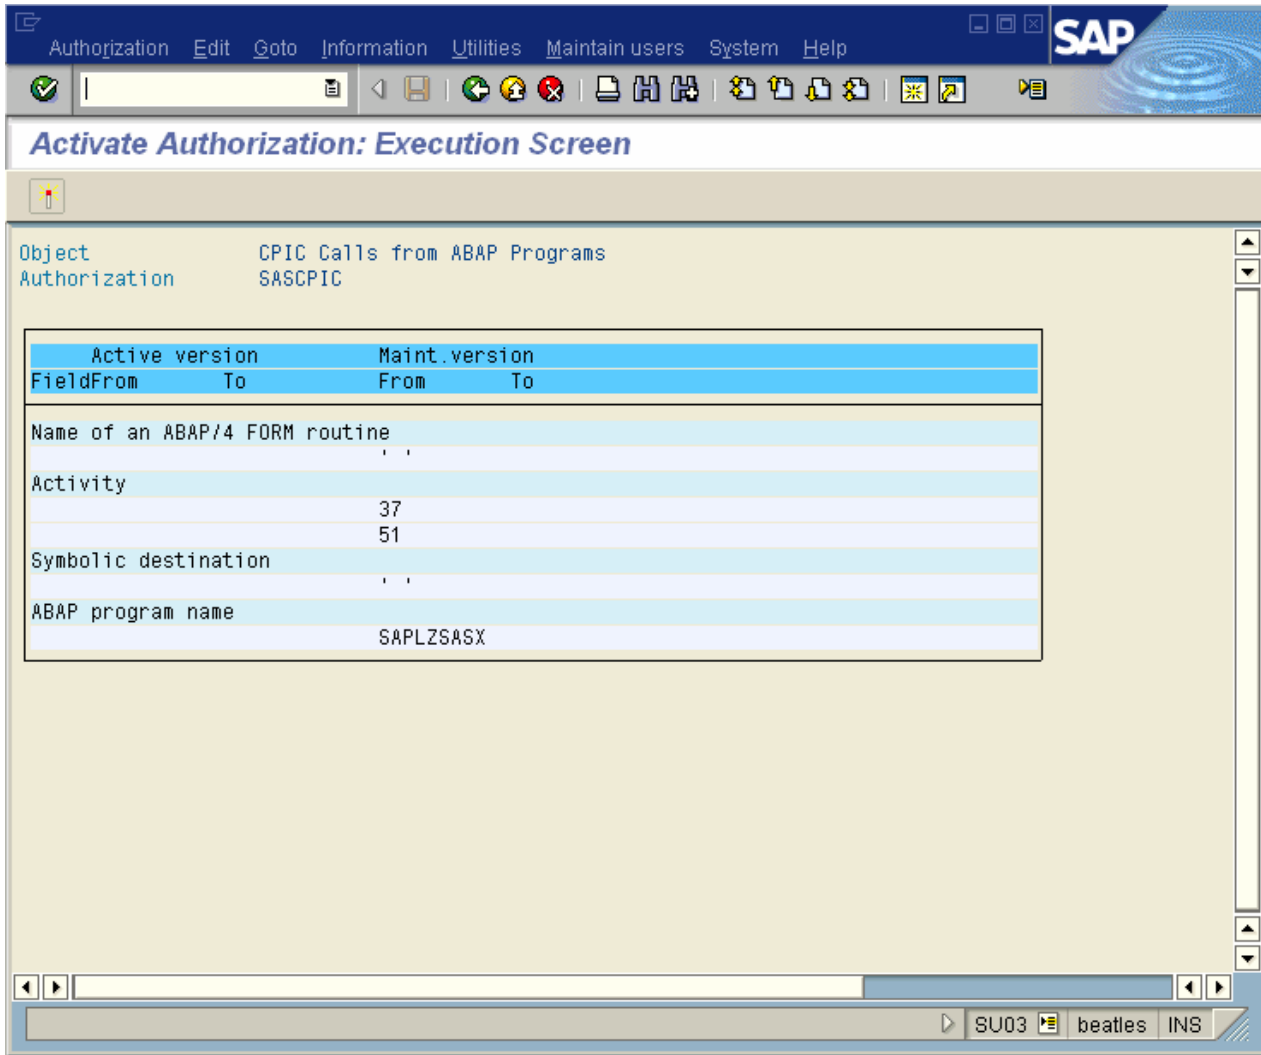 Authorization Edit Goto Information Utilities Maintain users System Help
SAP
Activate Authorization: Execution Screen
Object CPIC Calls from ABAP Programs
Authorization SASCPIC
Active version Maint.version
FieldFrom To From To
Name of an ABAP/4 FORM routine
' '
Activity
37
51
Symbolic destination
' '
ABAP program name
SAPLZSASX
SU03 beatles INS